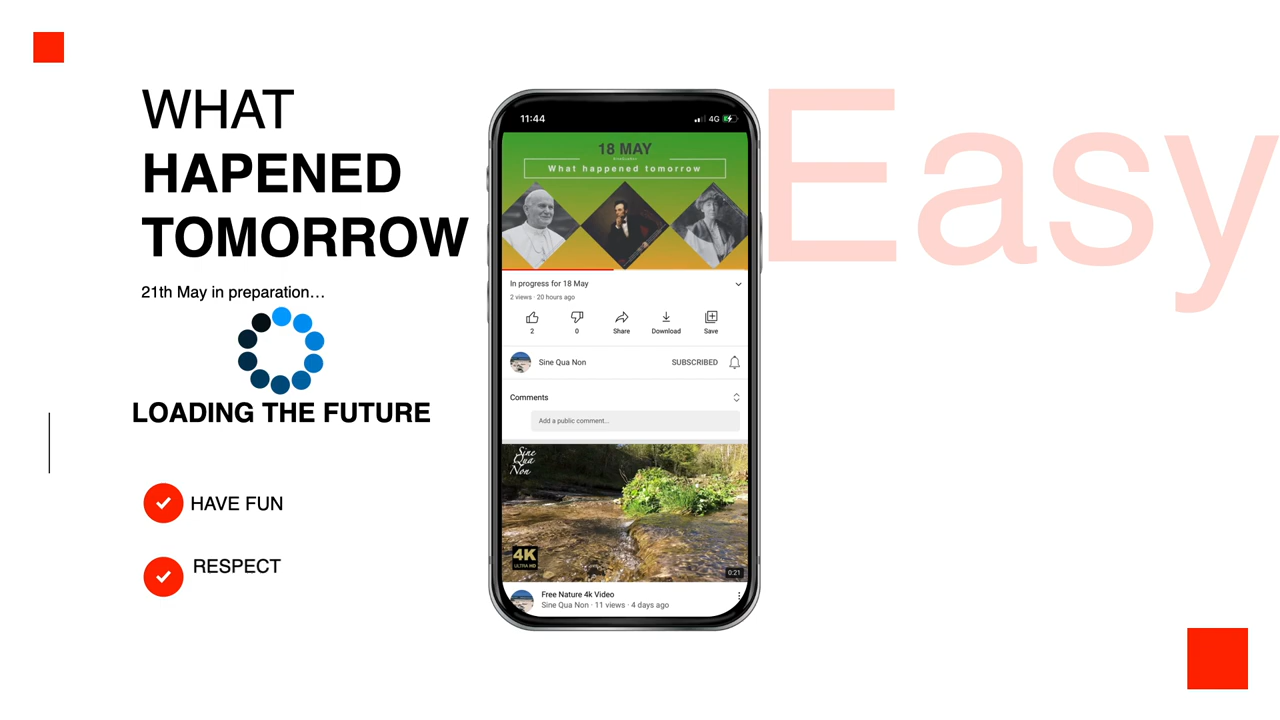 WHAT
HAPENED
TOMORROW
21th May in preparation...
LOADING THE FUTURE
HAVE FUN
RESPECT
11:44
4G
18 MAY
What happened tomorrow
In progress for 18 May
2 views · 20 hours ago
2
0
Share
Download
Save
Sine Qua Non
SUBSCRIBED
Comments
Add a public comment...
Sine
Qua
Non
4K
ULTRA HD
0:21
Free Nature 4k Video
Sine Qua Non · 11 views · 4 days ago
Easy